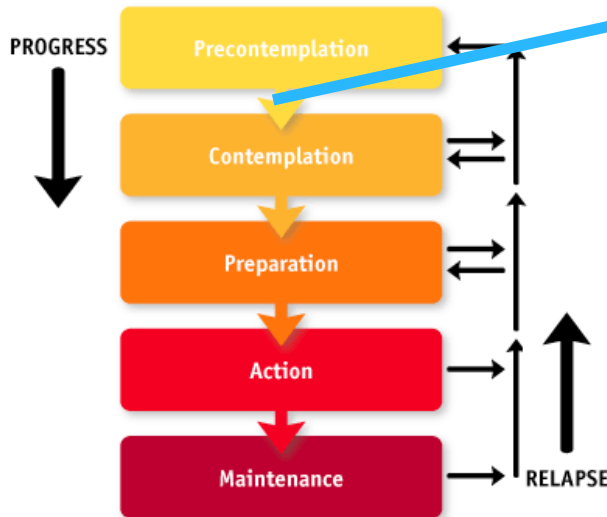 PROGRESS
Precontemplation
Contemplation
Preparation
Action
Maintenance
RELAPSE